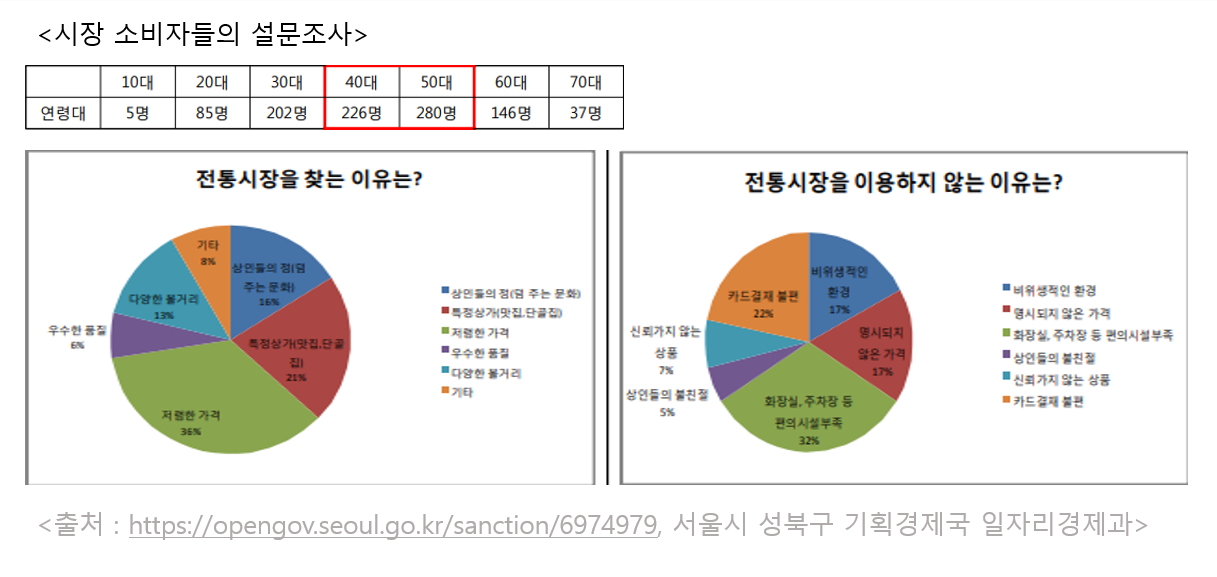 <시장 소비자들의 설문조사>
10대 20대 30대 40대 50대 60대 70대
연령대 5명 85명 202명 226명 280명 146명 37명
전통시장을 찾는 이유는?
기타
8%
상인들의 정(덤
주는 문화)
16%
다양한 볼거리
13%
우수한 품질
6%
특정상가(맛집,단골
집)
21%
저렴한 가격
36%
상인들의 정(덤 주는 문화)
특정상가(맛집,단골집)
저렴한 가격
우수한 품질
다양한 볼거리
기타
전통시장을 이용하지 않는 이유는?
비위생적인
환경
17%
카드결재 불편
22%
신뢰가지 않는
상품
7%
명시되지
않은 가격
17%
상인들의 불친절
5%
화장실, 주차장 등
편의시설부족
32%
비위생적인 환경
명시되지 않은 가격
화장실, 주차장 등 편의시설부족
상인들의 불친절
신뢰가지 않는 상품
카드결재 불편
<출처 : https://opengov.seoul.go.kr/sanction/6974979, 서울시 성북구 기획경제국 일자리경제과>